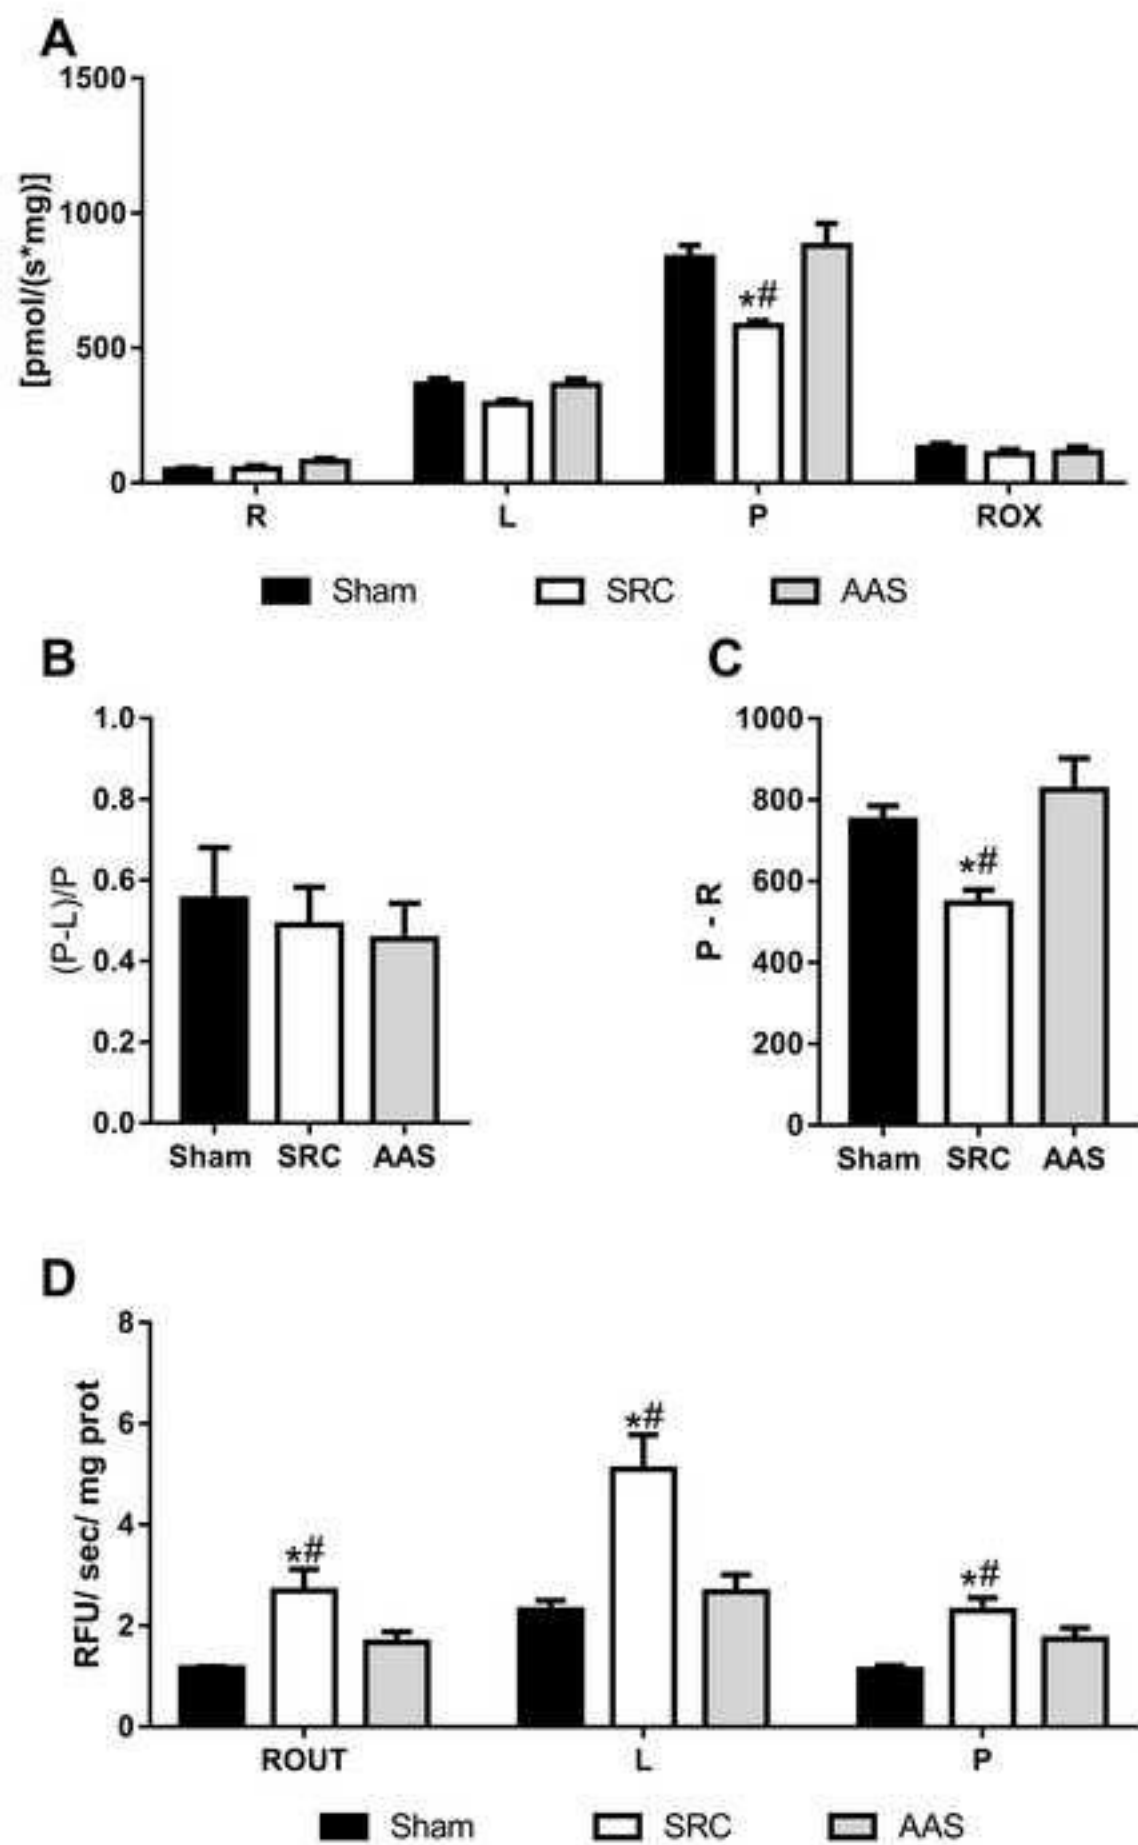 A
1500
1000
500
0
[pmol/(s*mg)]
*#
R L P ROX
Sham SRC AAS
B
1.0
0.8
0.6
0.4
0.2
0.0
(P-L)/P
Sham SRC AAS
C
1000
800
600
400
200
0
P - R
*#
Sham SRC AAS
D
8
6
4
2
0
RFU/ sec/ mg prot
*#
*#
*#
ROUT L P
Sham SRC AAS